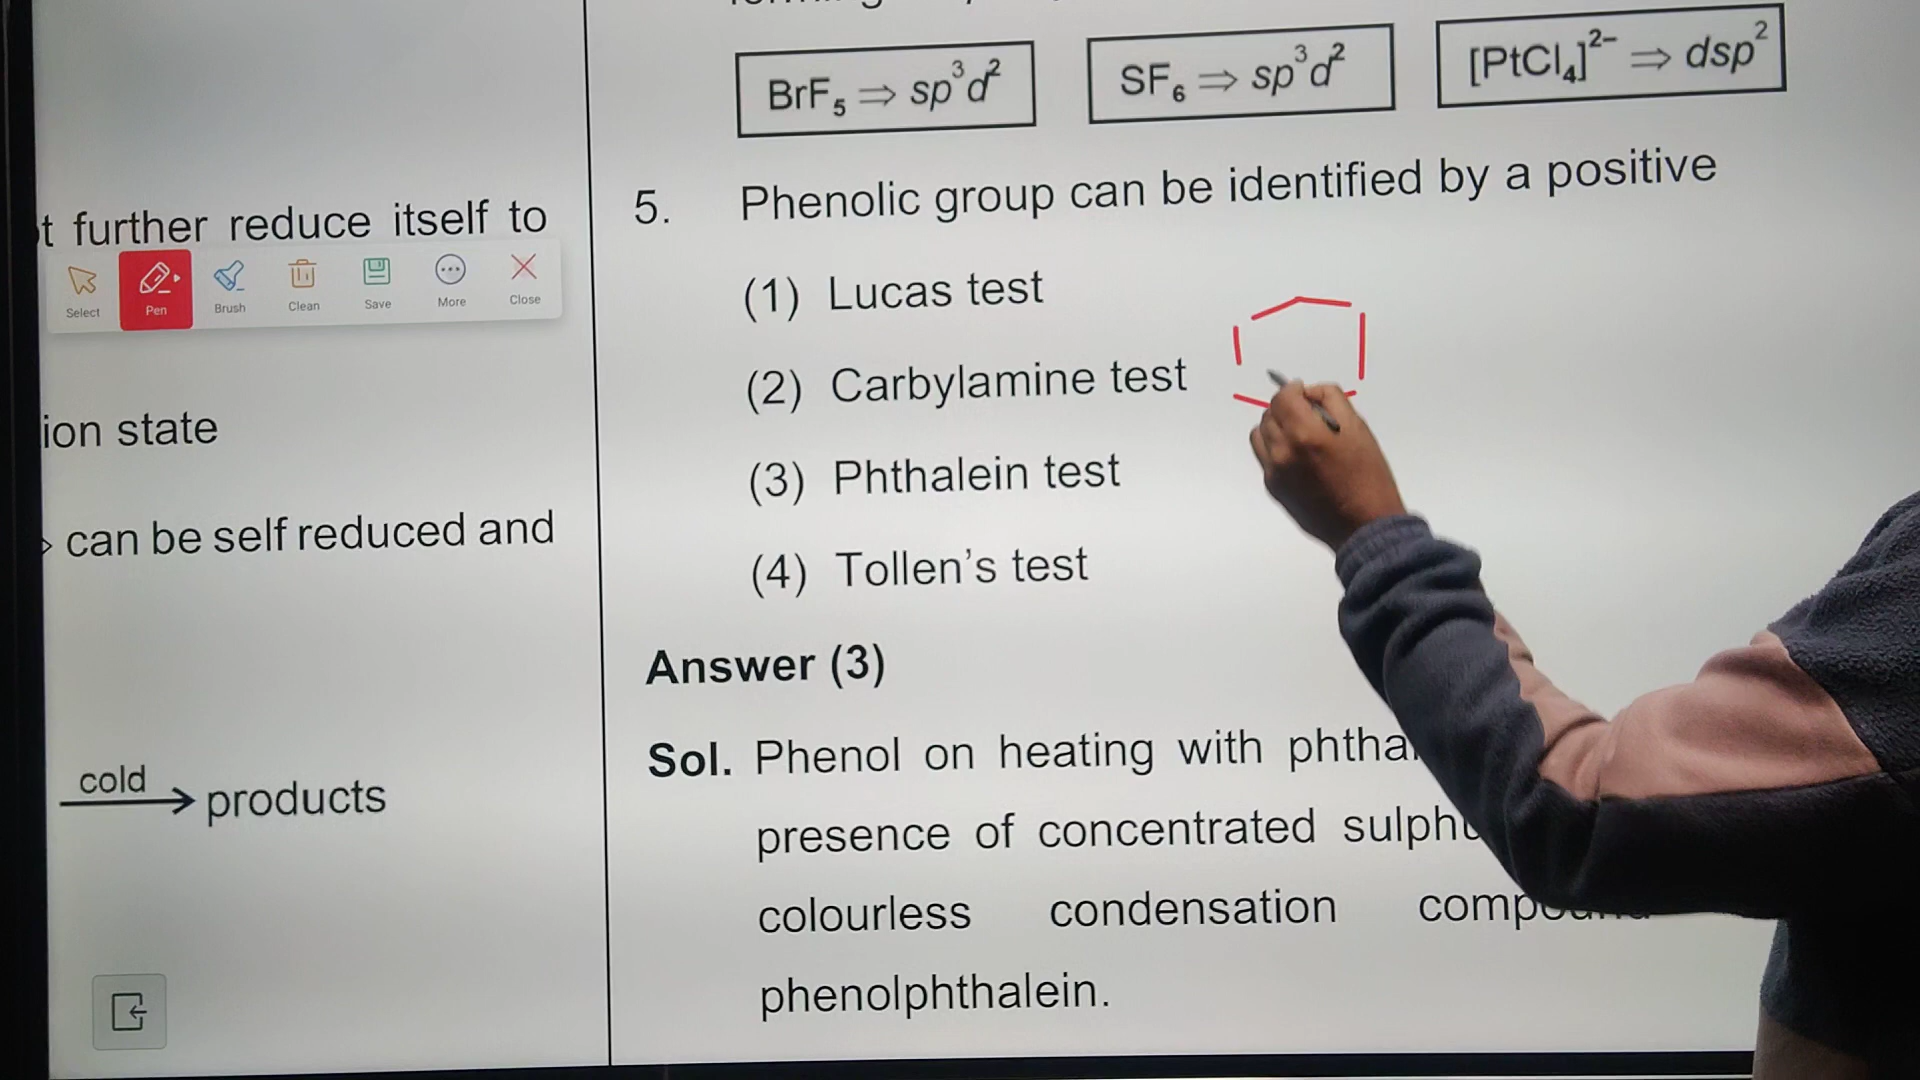 BrF₅ ⇒ sp³d² SF₆ ⇒ sp³d² [PtCl₄]²⁻ ⇒ dsp²
t further reduce itself to
Select Pen Brush Clean Save More Close
ion state
can be self reduced and
cold
products
5. Phenolic group can be identified by a positive
(1) Lucas test
(2) Carbylamine test
(3) Phthalein test
(4) Tollen’s test
Answer (3)
Sol. Phenol on heating with
presence of concentrated
colourless condensation compound
phenolphthalein.